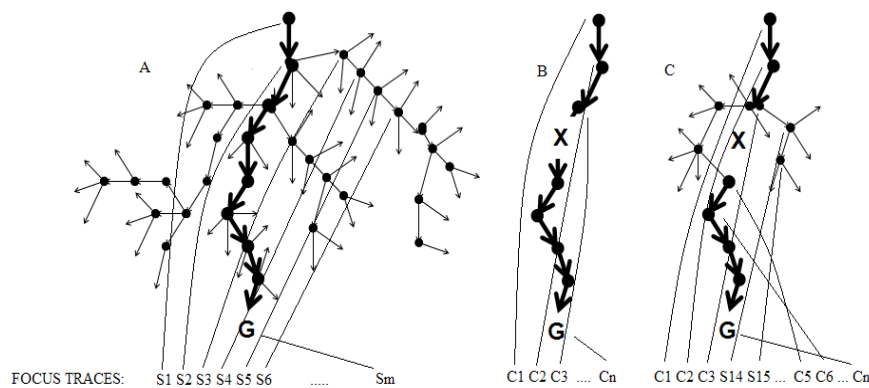 A
B
C
X
X
G
G
G
FOCUS TRACES: S1 S2 S3 S4 S5 S6 ..... Sm
C1 C2 C3 .... Cn
C1 C2 C3 S14 S15 ... C5 C6 ... Cn